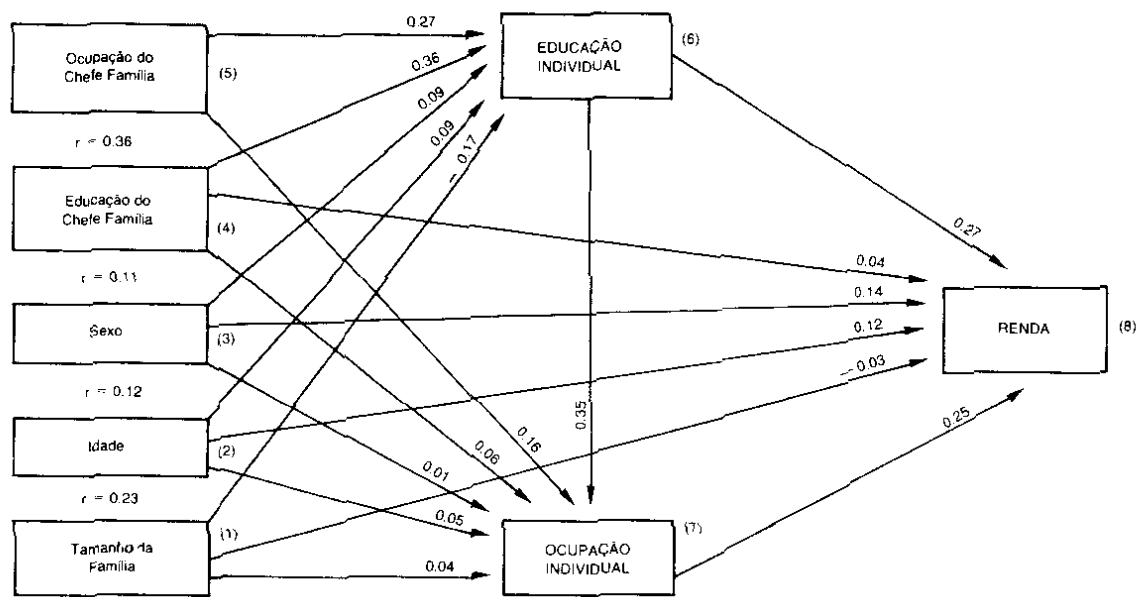 Ocupação do
Chefe Família
(5)
r = 0.36
Educação do
Chefe Família
(4)
r = 0.11
Sexo
(3)
r = 0.12
Idade
(2)
r = 0.23
Tamanho da
Família
(1)
0.27
0.36
0.09
0.09
— 0.17
EDUCAÇÃO
INDIVIDUAL
(6)
0.27
0.04
0.14
0.12
— 0.03
0.25
RENDA
(8)
0.35
0.16
0.06
0.01
0.05
0.04
OCUPAÇÃO
INDIVIDUAL
(7)